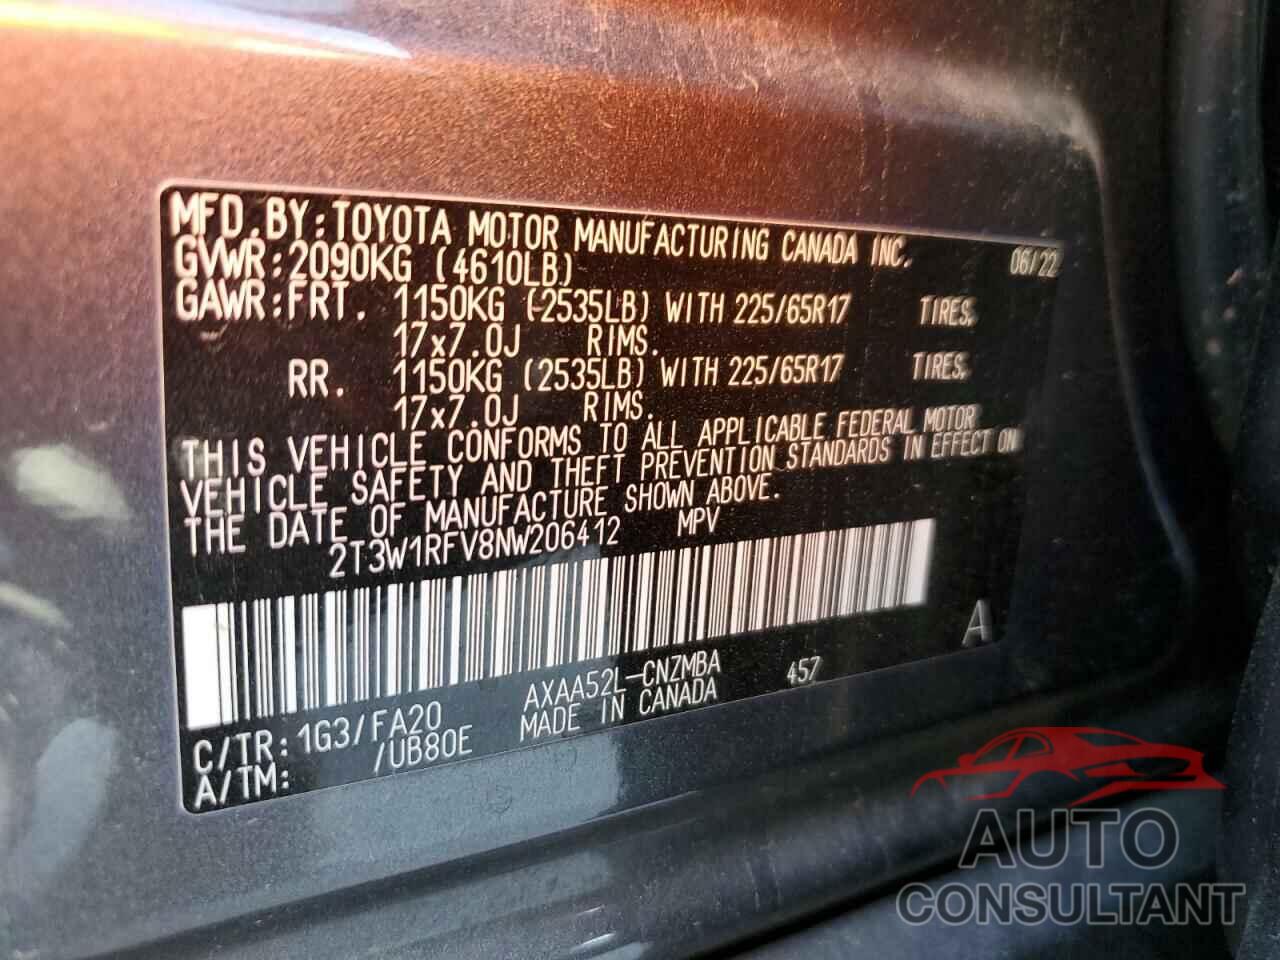 MFD.BY:TOYOTA MOTOR MANUFACTURING CANADA INC. 06/22
GVWR:2090KG (4610LB)
GAWR:FRT. 1150KG (2535LB) WITH 225/65R17 TIRES,
17x7.0J RIMS.
RR. 1150KG (2535LB) WITH 225/65R17 TIRES,
17x7.0J RIMS.
THIS VEHICLE CONFORMS TO ALL APPLICABLE FEDERAL MOTOR
VEHICLE SAFETY AND THEFT PREVENTION STANDARDS IN EFFECT ON
THE DATE OF MANUFACTURE SHOWN ABOVE.
2T3W1RFV8NW206412 MPV
A
C/TR: 1G3/FA20 AXAA52L-CNZMBA 457
A/TM: /UB80E MADE IN CANADA
AUTO
CONSULTANT